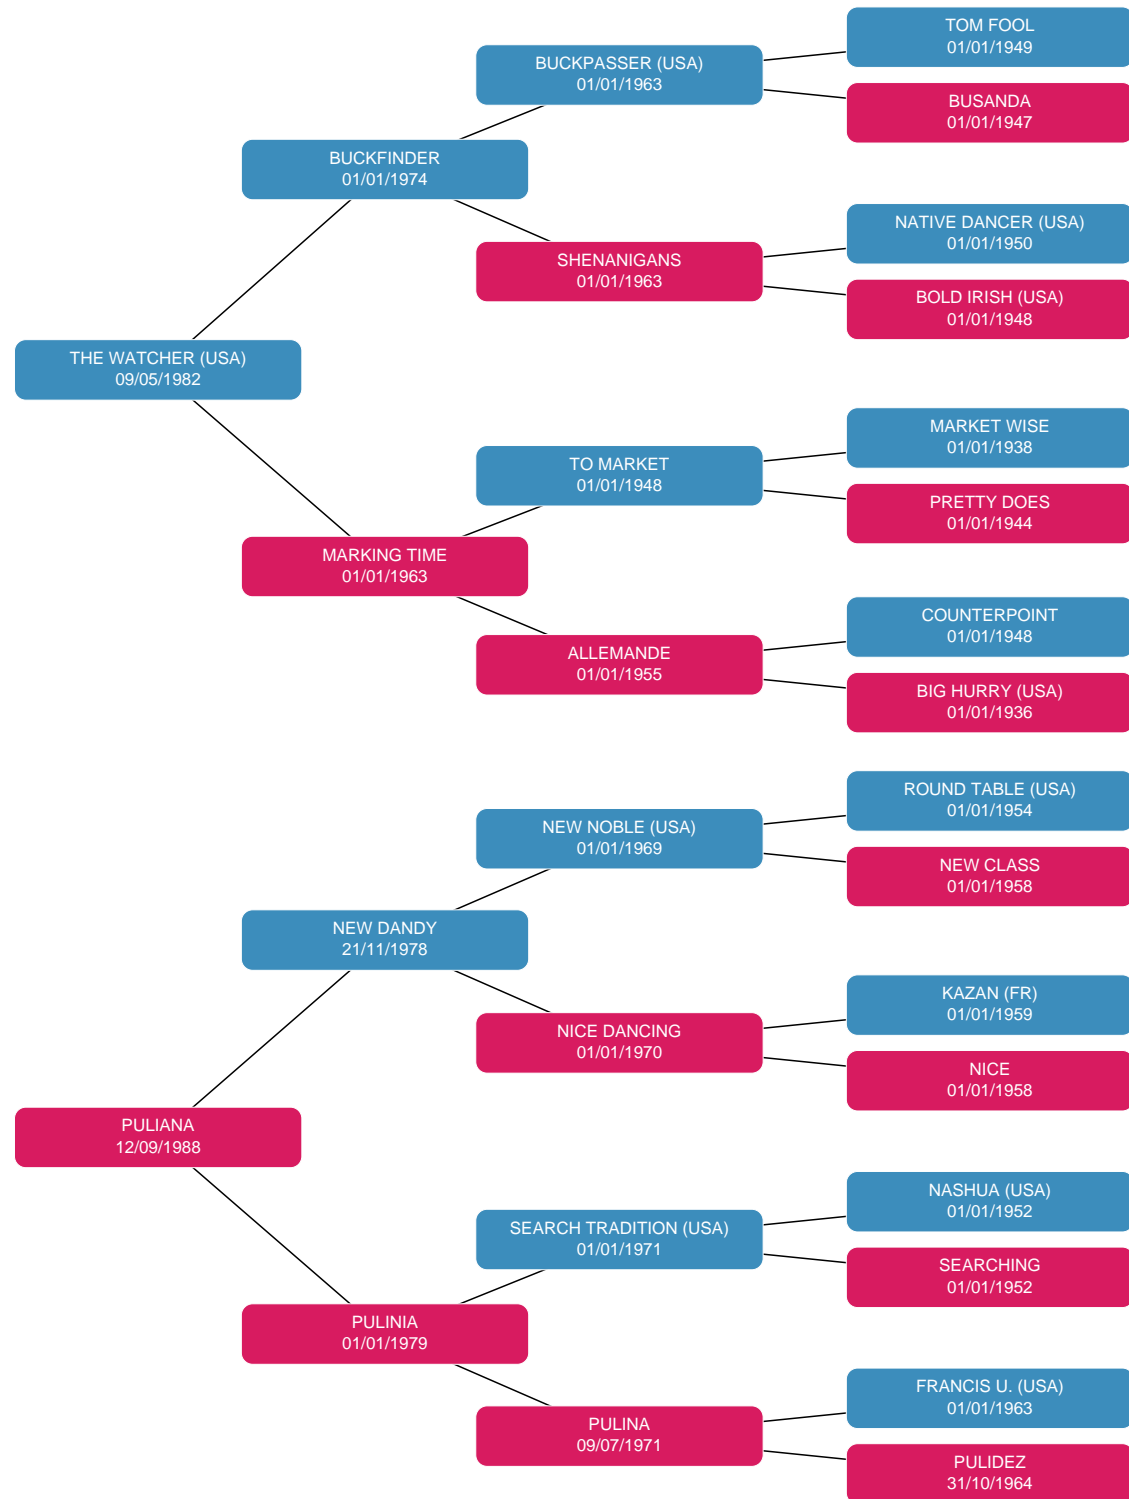 TOM FOOL
01/01/1949
BUCKPASSER (USA)
01/01/1963
BUSANDA
01/01/1947
BUCKFINDER
01/01/1974
NATIVE DANCER (USA)
01/01/1950
SHENANIGANS
01/01/1963
BOLD IRISH (USA)
01/01/1948
THE WATCHER (USA)
09/05/1982
MARKET WISE
01/01/1938
TO MARKET
01/01/1948
PRETTY DOES
01/01/1944
MARKING TIME
01/01/1963
COUNTERPOINT
01/01/1948
ALLEMANDE
01/01/1955
BIG HURRY (USA)
01/01/1936
ROUND TABLE (USA)
01/01/1954
NEW NOBLE (USA)
01/01/1969
NEW CLASS
01/01/1958
NEW DANDY
21/11/1978
KAZAN (FR)
01/01/1959
NICE DANCING
01/01/1970
NICE
01/01/1958
PULIANA
12/09/1988
NASHUA (USA)
01/01/1952
SEARCH TRADITION (USA)
01/01/1971
SEARCHING
01/01/1952
PULINIA
01/01/1979
FRANCIS U. (USA)
01/01/1963
PULINA
09/07/1971
PULIDEZ
31/10/1964